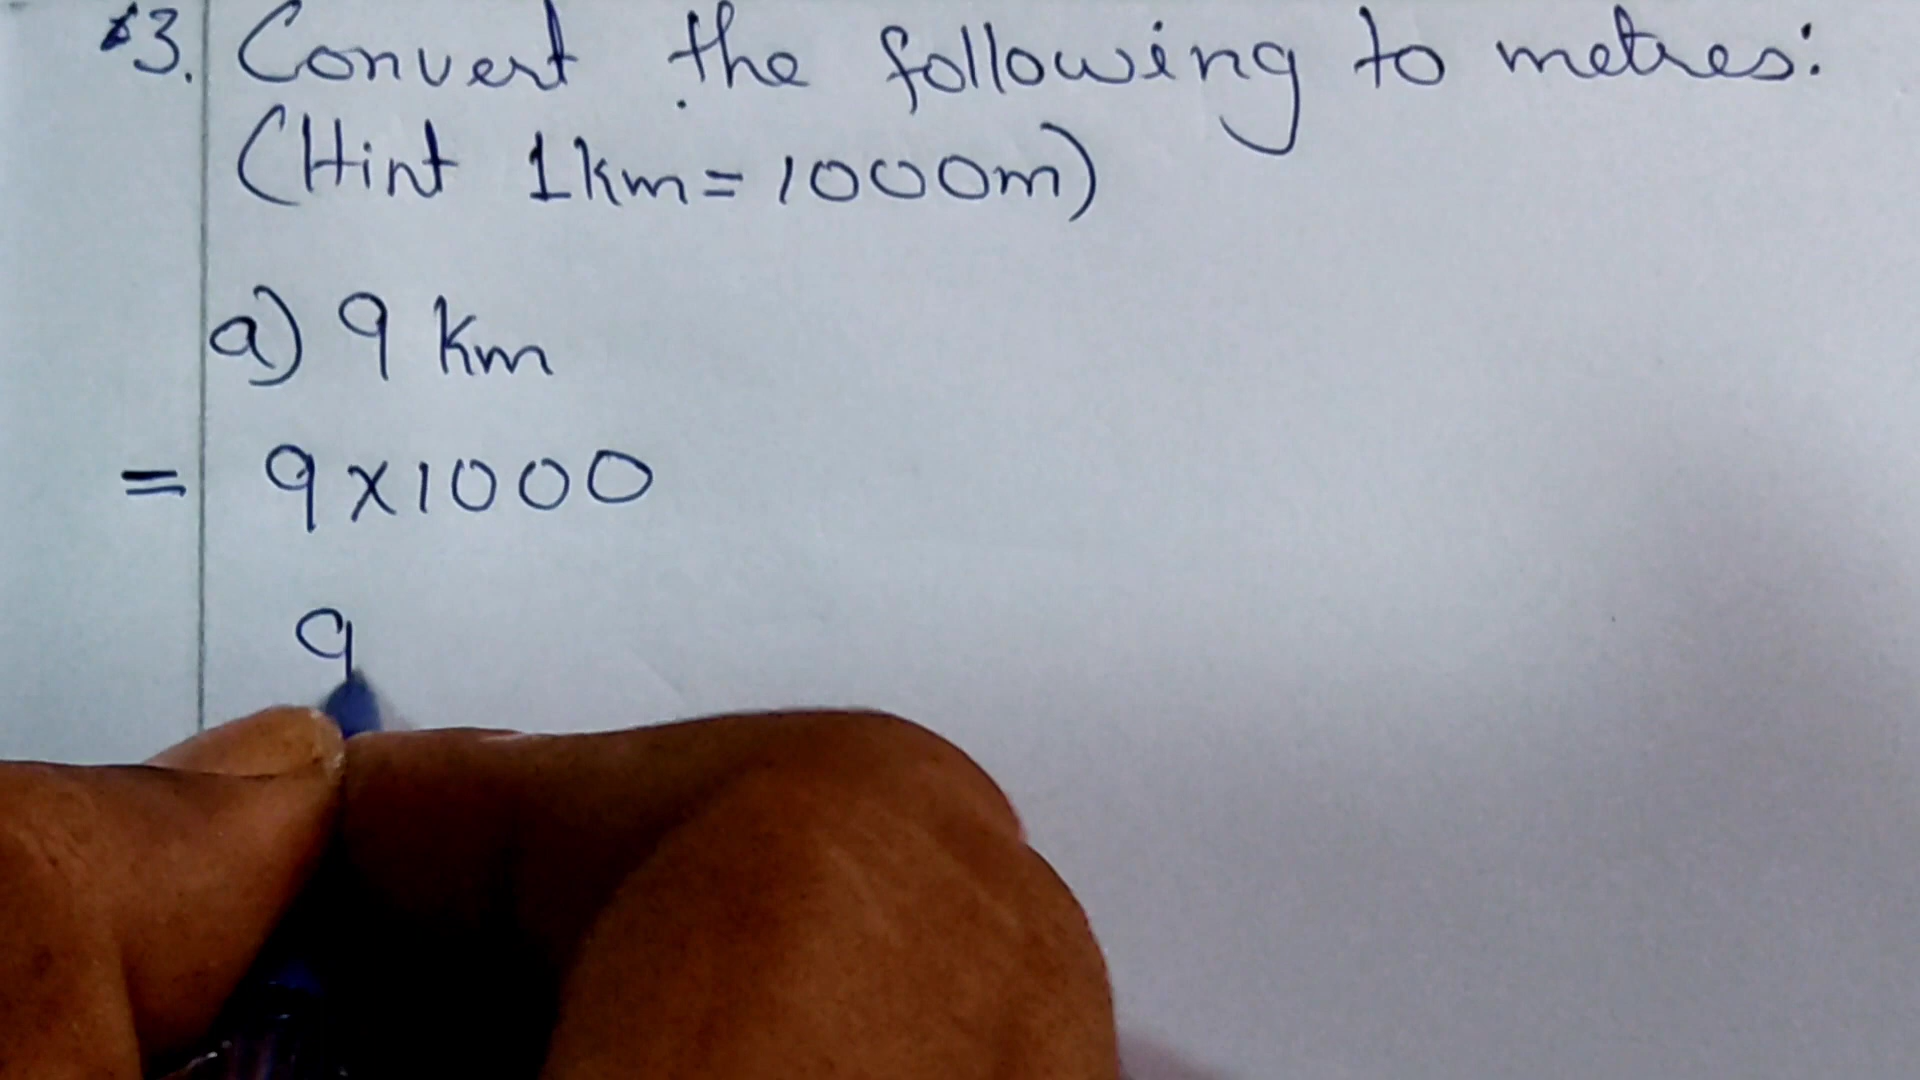 3. Convert the following to metres:
(Hint 1km=1000m)
a) 9 km
= 9x1000
9